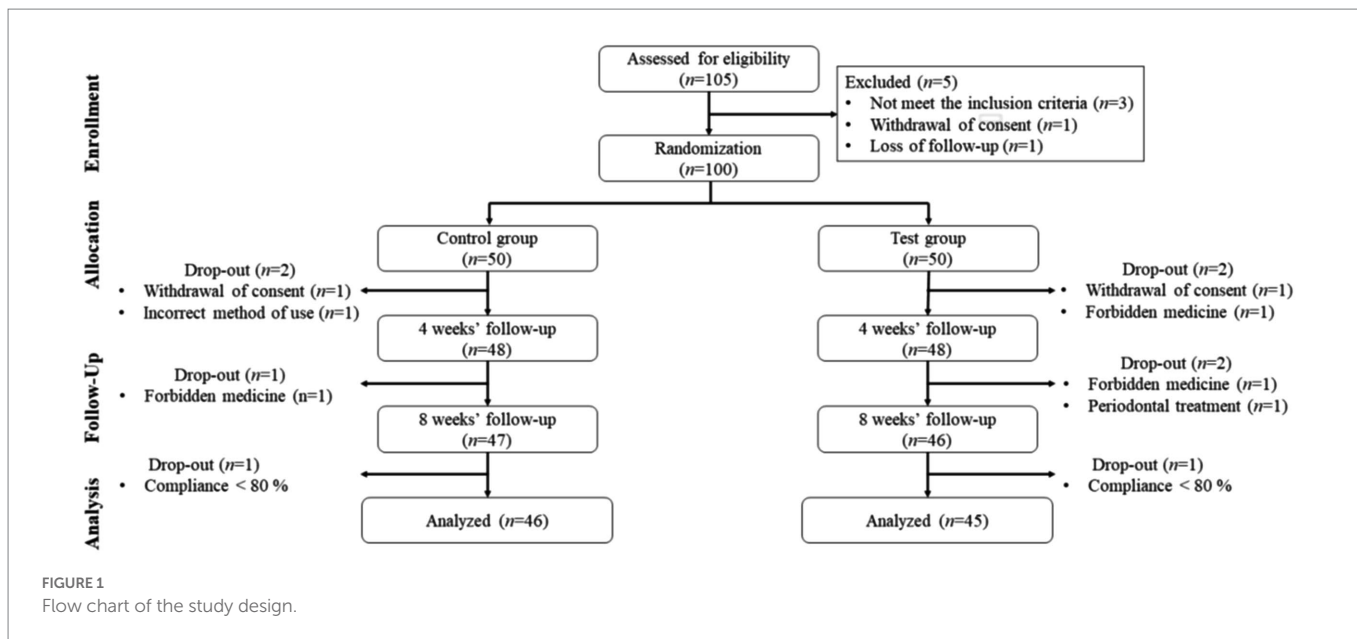 Assessed for eligibility
(n=105)
Excluded (n=5)
• Not meet the inclusion criteria (n=3)
• Withdrawal of consent (n=1)
• Loss of follow-up (n=1)
Enrollment
Randomization
(n=100)
Allocation
Control group
(n=50)
Test group
(n=50)
Drop-out (n=2)
• Withdrawal of consent (n=1)
• Incorrect method of use (n=1)
Drop-out (n=2)
• Withdrawal of consent (n=1)
• Forbidden medicine (n=1)
4 weeks' follow-up
(n=48)
4 weeks' follow-up
(n=48)
Follow-Up
Drop-out (n=1)
• Forbidden medicine (n=1)
Drop-out (n=2)
• Forbidden medicine (n=1)
• Periodontal treatment (n=1)
8 weeks' follow-up
(n=47)
8 weeks' follow-up
(n=46)
Analysis
Drop-out (n=1)
• Compliance < 80 %
Drop-out (n=1)
• Compliance < 80 %
Analyzed (n=46)
Analyzed (n=45)
FIGURE 1
Flow chart of the study design.